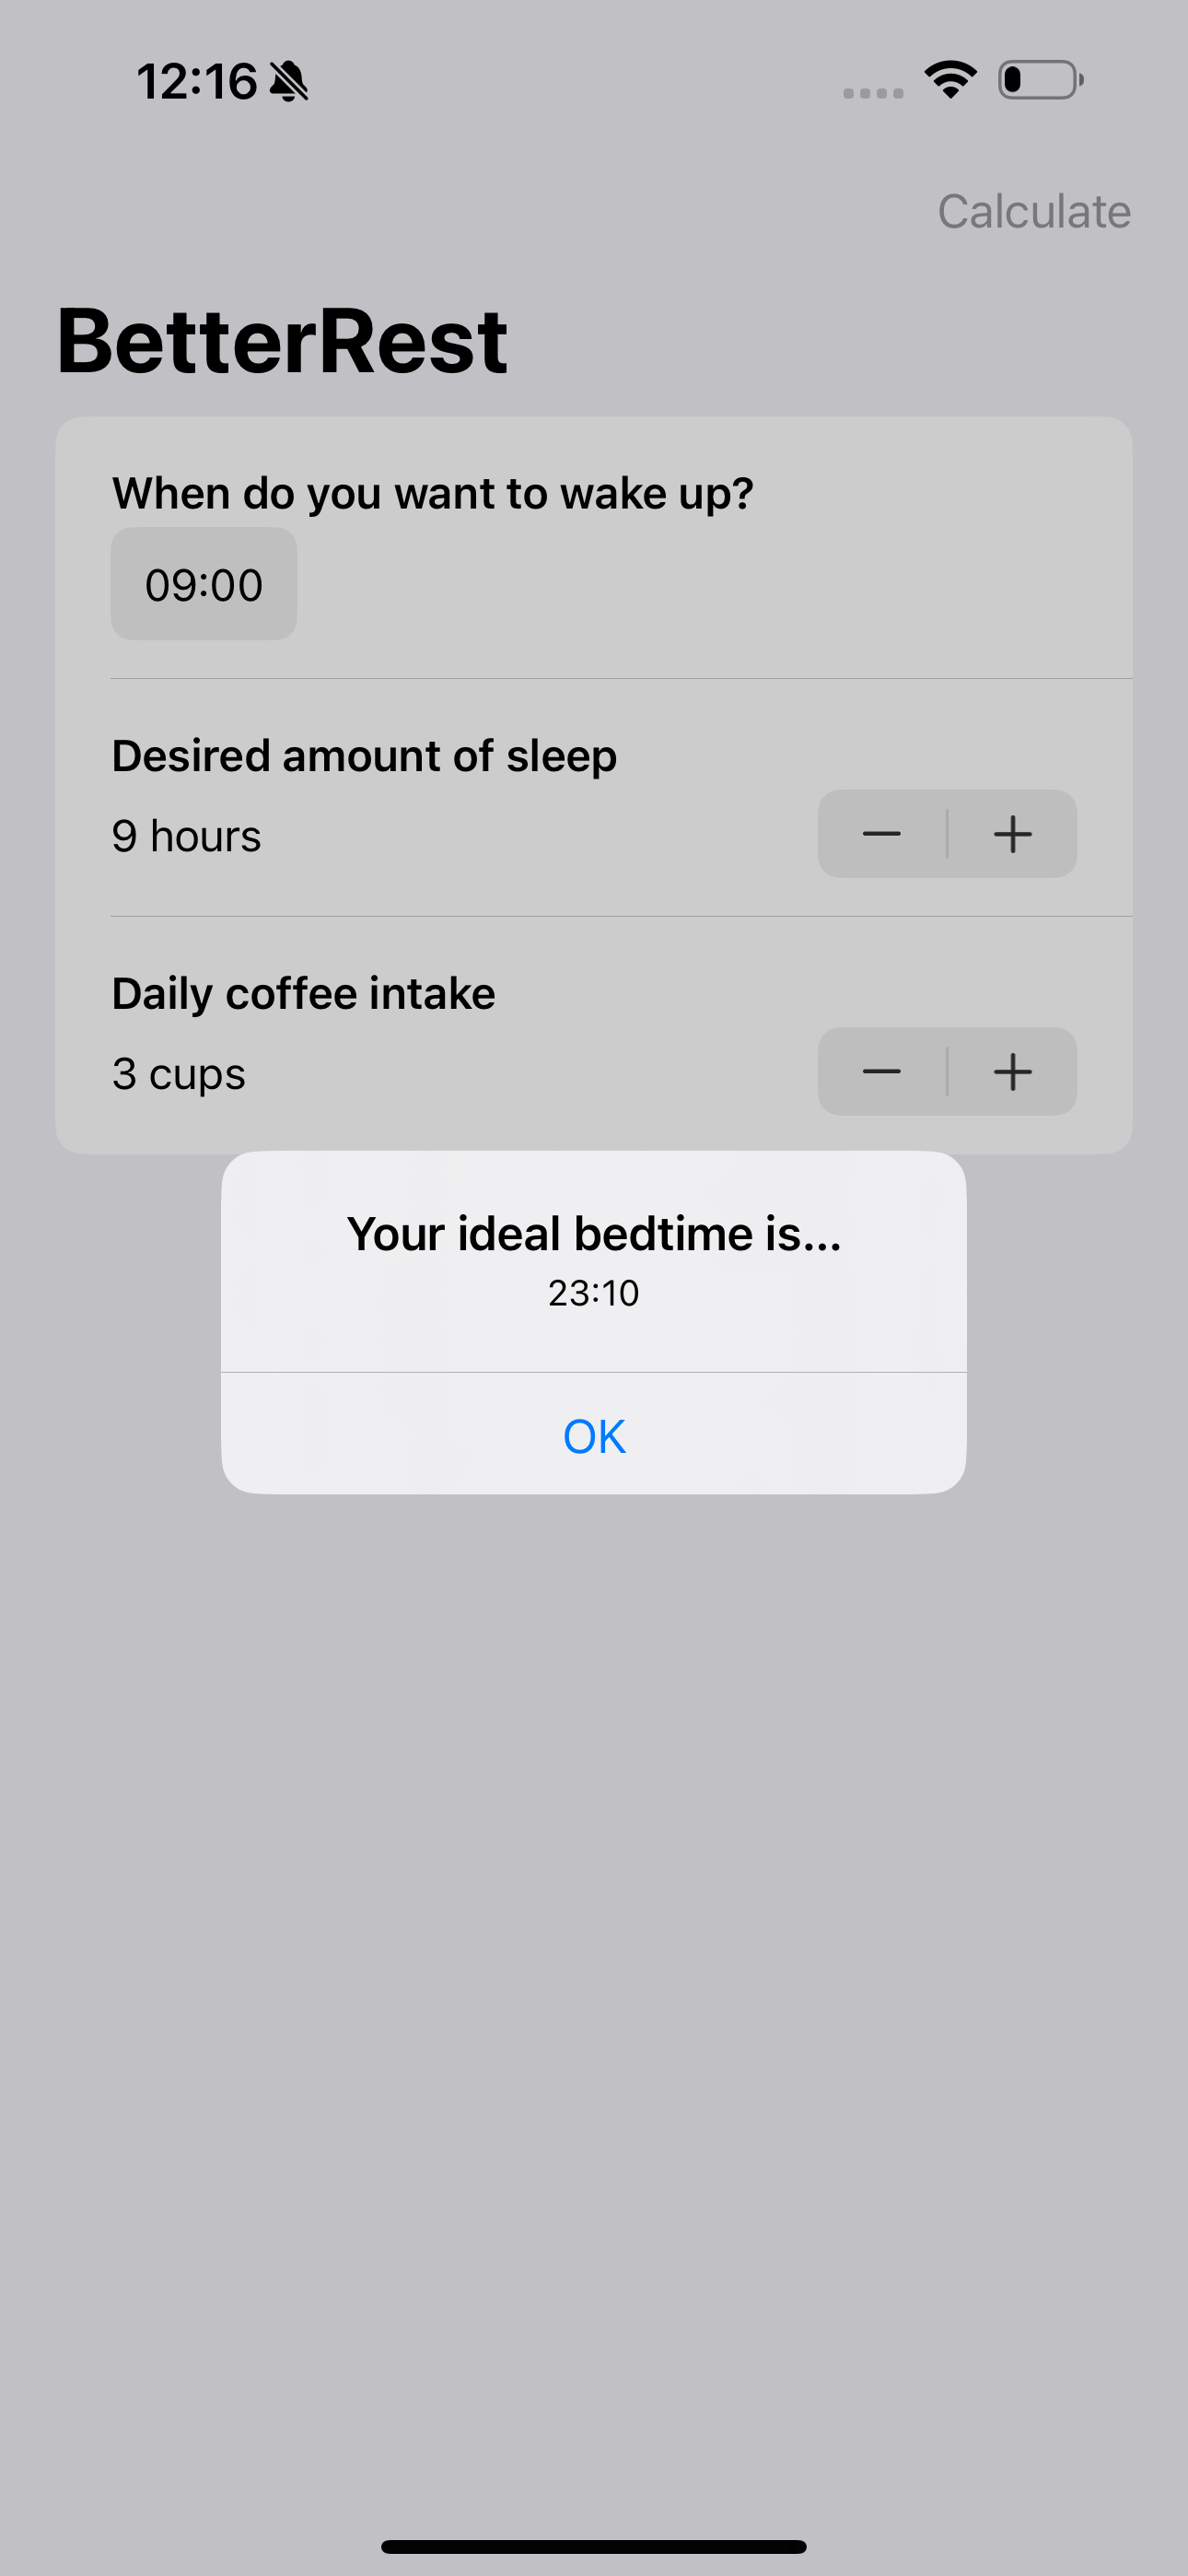 12:16
Calculate
BetterRest
When do you want to wake up?
09:00
Desired amount of sleep
9 hours
Daily coffee intake
3 cups
Your ideal bedtime is...
23:10
OK